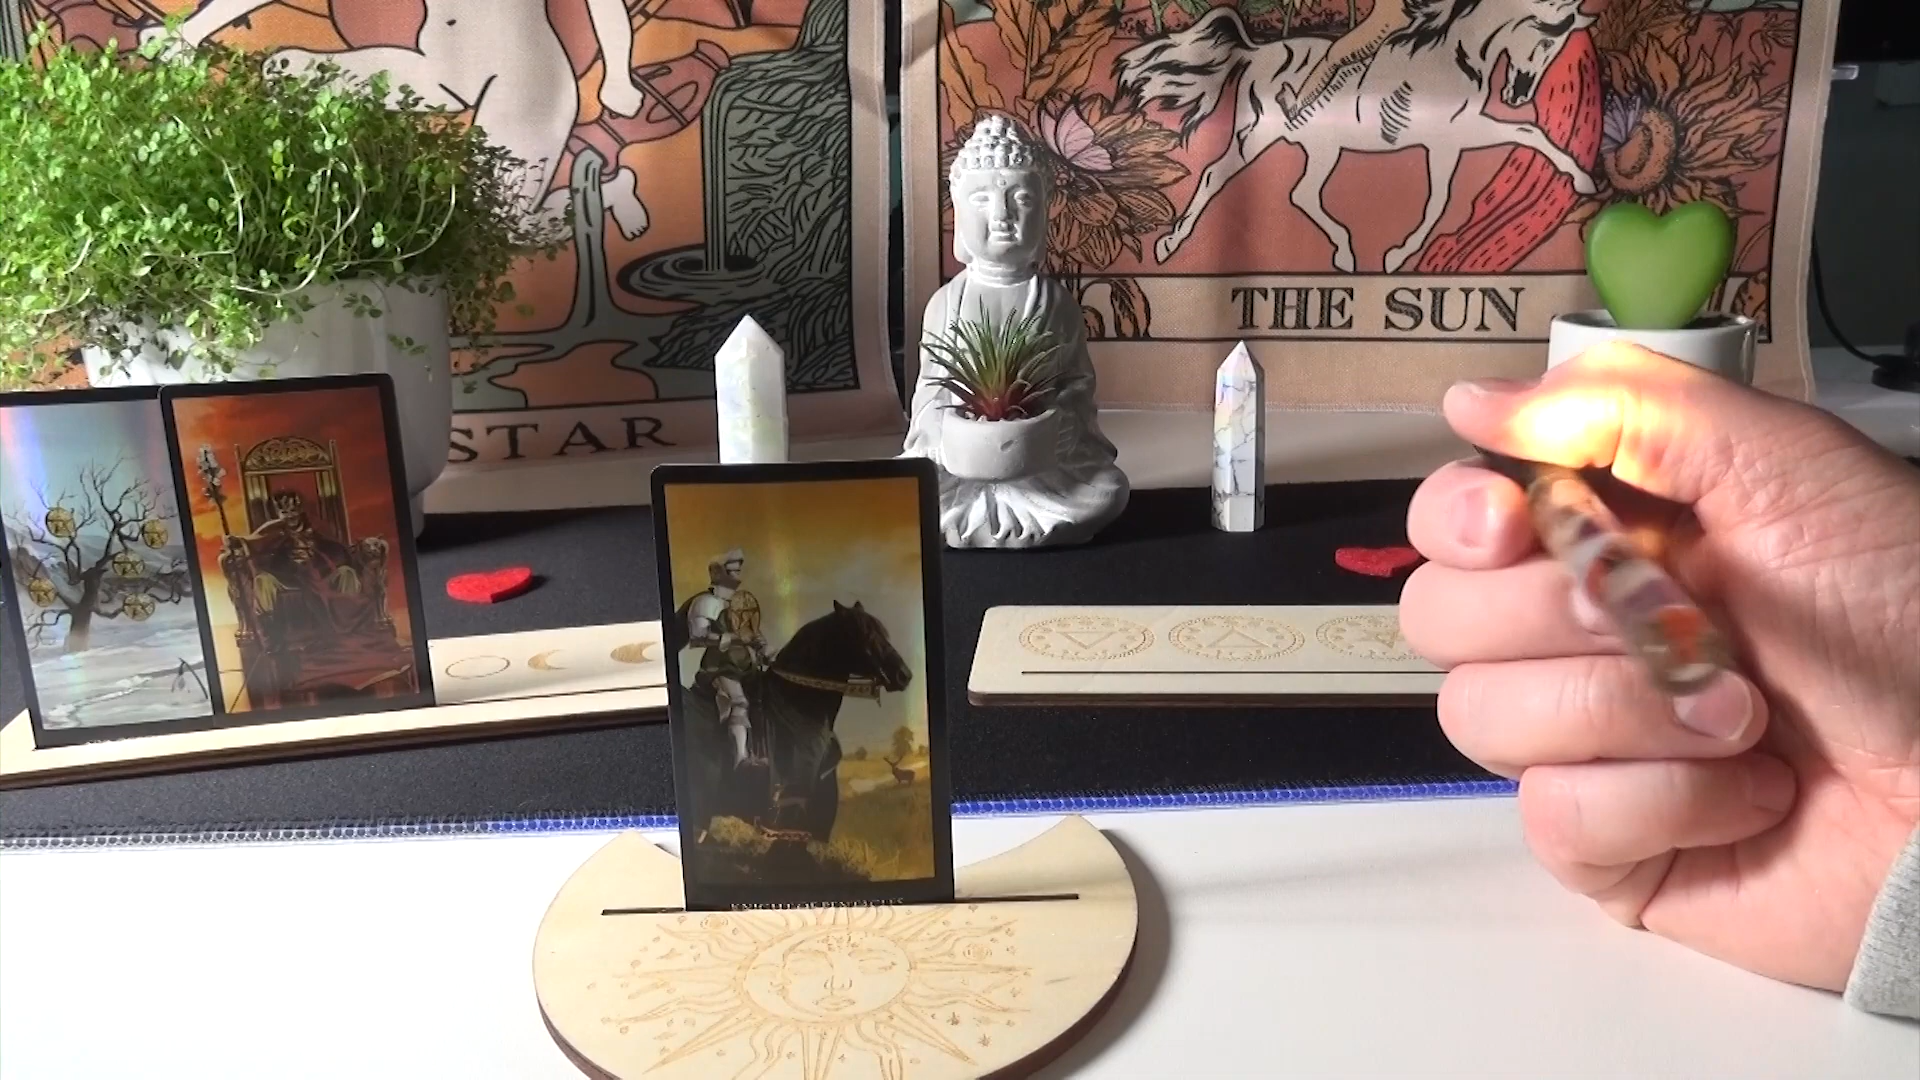 STAR
THE SUN
KNIGHT OF PENTACLES